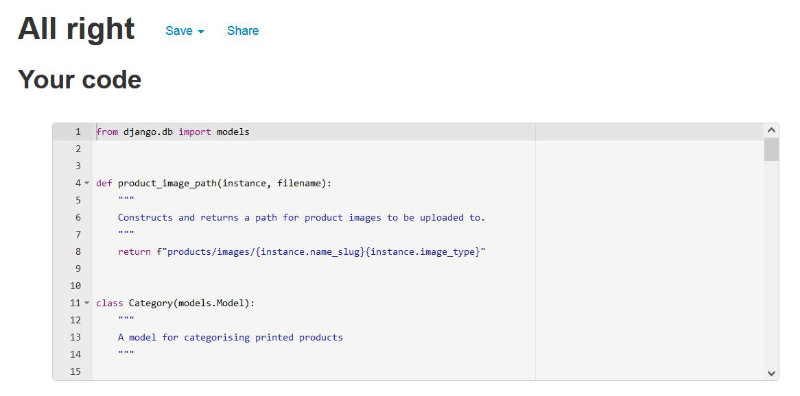 All right Save Share
Your code
1 from django.db import models
2
3
4 def product_image_path(instance, filename):
5 """
6 Constructs and returns a path for product images to be uploaded to.
7 """
8 return f"products/images/{instance.name_slug}{instance.image_type}"
9
10
11 class Category(models.Model):
12 """
13 A model for categorising printed products
14 """
15